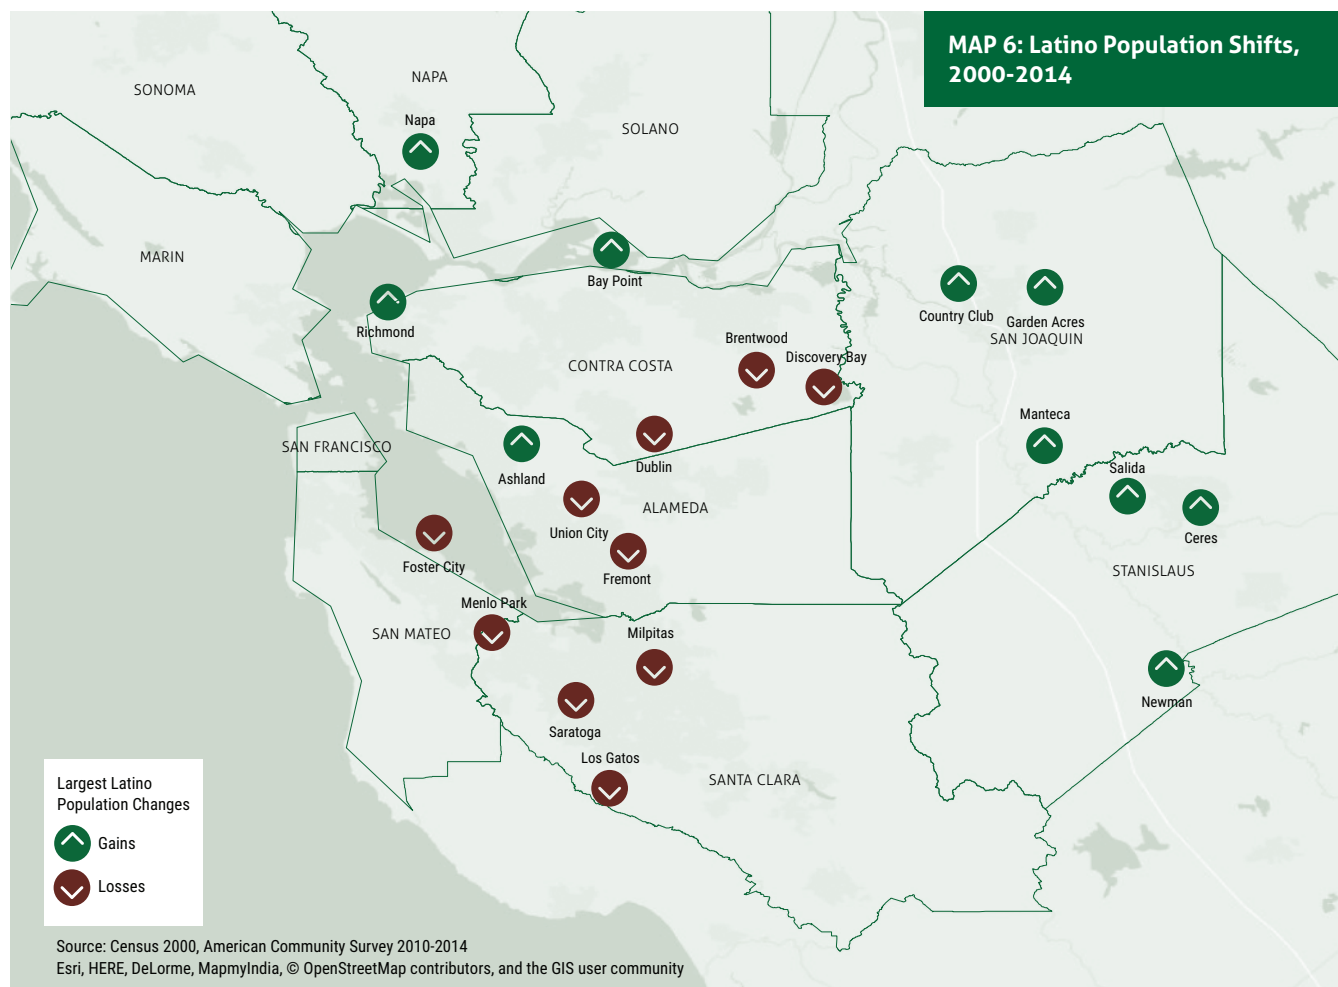 MAP 6: Latino Population Shifts,
2000-2014
NAPA
SONOMA
Napa
SOLANO
MARIN
Bay Point
Richmond
Country Club
Garden Acres
SAN JOAQUIN
Brentwood
Discovery Bay
CONTRA COSTA
Manteca
SAN FRANCISCO
Dublin
Salida
Ashland
ALAMEDA
Union City
Ceres
Foster City
Fremont
STANISLAUS
Menlo Park
SAN MATEO
Milpitas
Newman
Saratoga
Los Gatos
SANTA CLARA
Largest Latino
Population Changes
Gains
Losses
Source: Census 2000, American Community Survey 2010-2014
Esri, HERE, DeLorme, MapmyIndia, © OpenStreetMap contributors, and the GIS user community